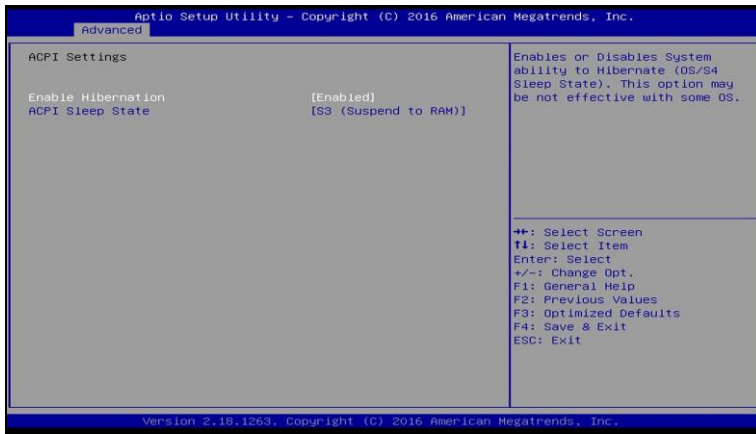 Aptio Setup Utility – Copyright (C) 2016 American Megatrends, Inc.
Advanced
ACPI Settings
Enable Hibernation [Enabled]
ACPI Sleep State [S3 (Suspend to RAM)]
Enables or Disables System
ability to Hibernate (OS/S4
Sleep State). This option may
be not effective with some OS.
→←: Select Screen
↑↓: Select Item
Enter: Select
+/-: Change Opt.
F1: General Help
F2: Previous Values
F3: Optimized Defaults
F4: Save & Exit
ESC: Exit
Version 2.18.1263. Copyright (C) 2016 American Megatrends, Inc.